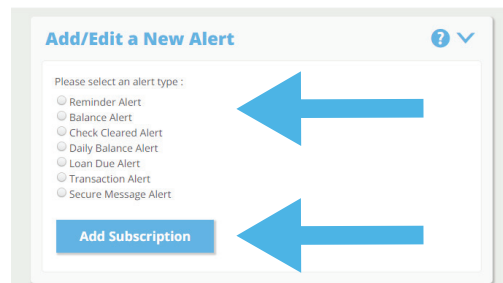 Add/Edit a New Alert
?
Please select an alert type :
Reminder Alert
Balance Alert
Check Cleared Alert
Daily Balance Alert
Loan Due Alert
Transaction Alert
Secure Message Alert
Add Subscription